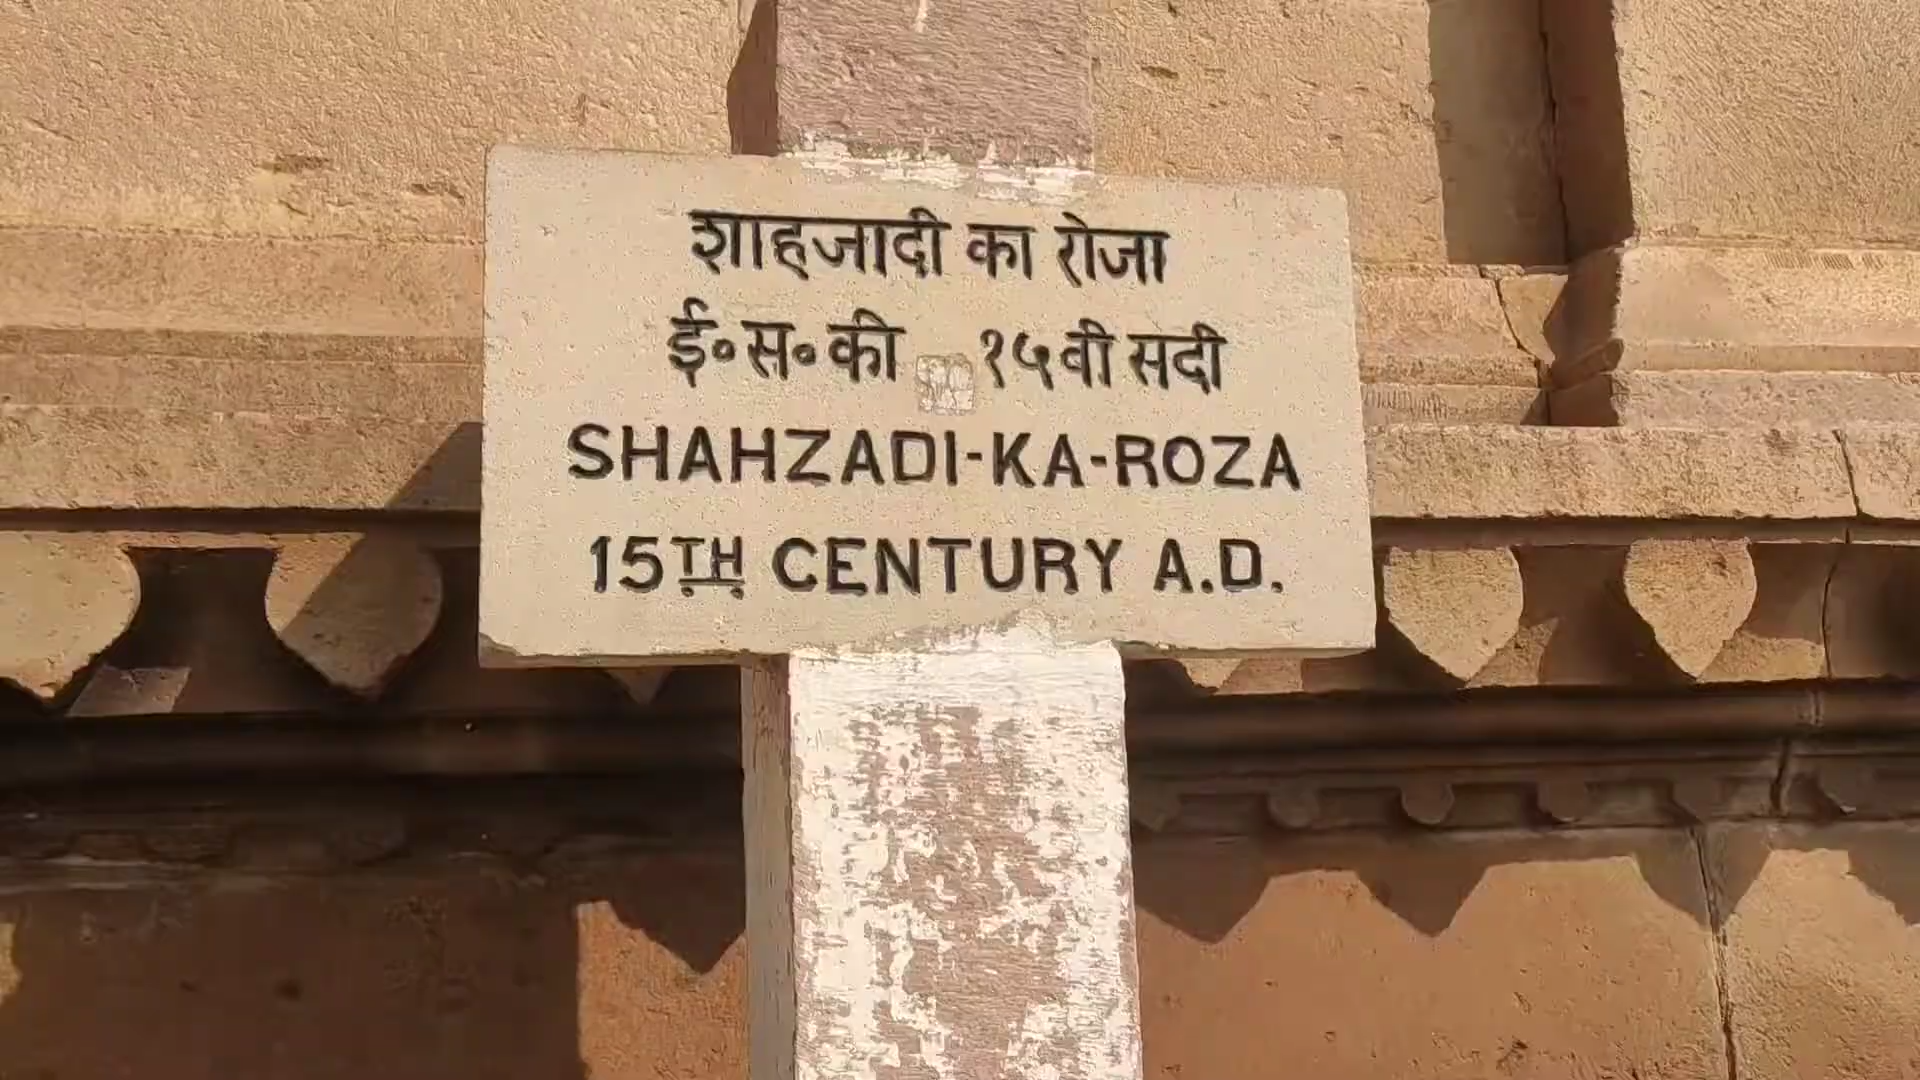 शाहजादी का रोजा
ई॰स॰की १५वी सदी
SHAHZADI-KA-ROZA
15TH CENTURY A.D.